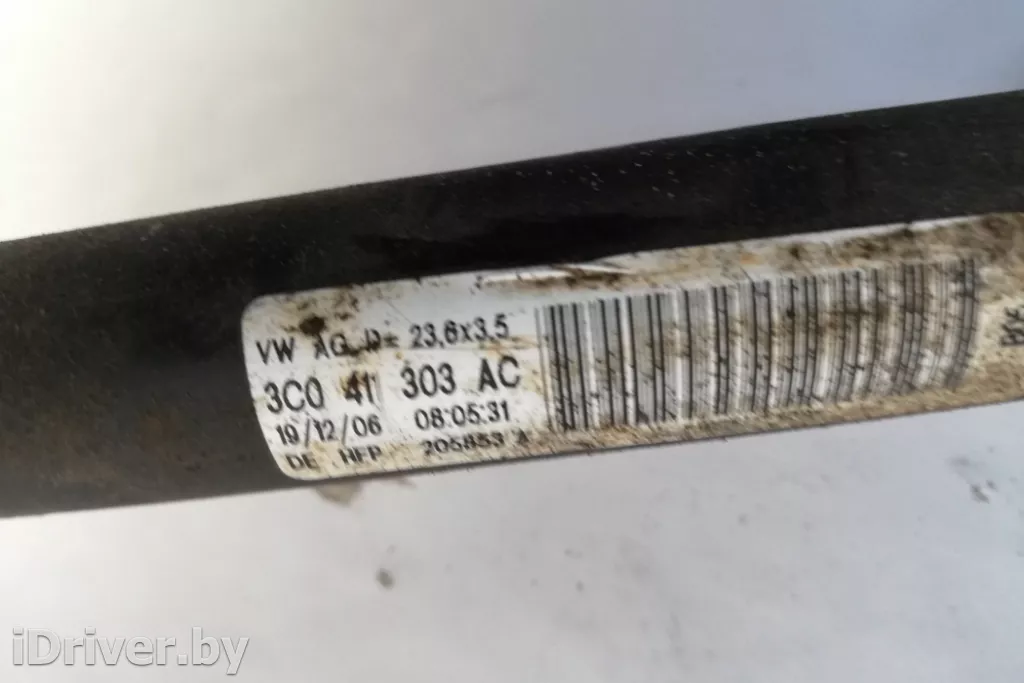 VW AG D= 23,6x3,5
3C0 411 303 AC
19/12/06 08:05:31
DE HFP 205853
iDriver.by